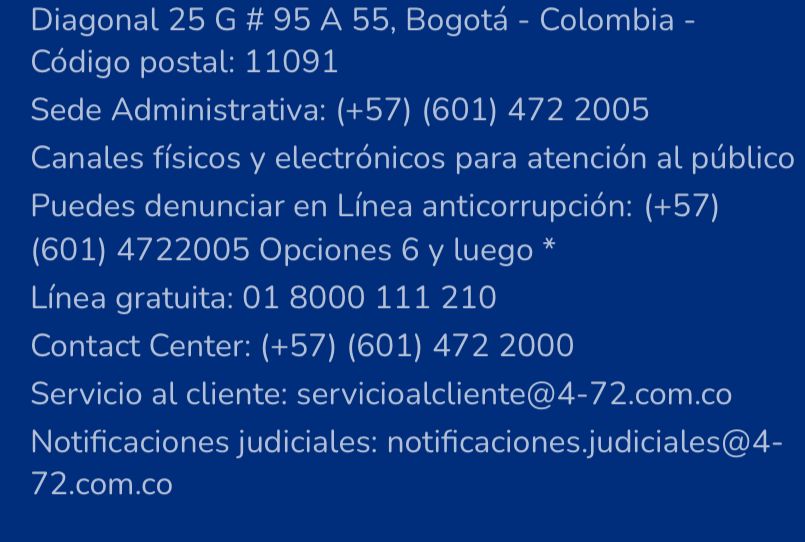 Diagonal 25 G # 95 A 55, Bogotá - Colombia -
Código postal: 11091
Sede Administrativa: (+57) (601) 472 2005
Canales físicos y electrónicos para atención al público
Puedes denunciar en Línea anticorrupción: (+57)
(601) 4722005 Opciones 6 y luego *
Línea gratuita: 01 8000 111 210
Contact Center: (+57) (601) 472 2000
Servicio al cliente: servicioalcliente@4-72.com.co
Notificaciones judiciales: notificaciones.judiciales@4-
72.com.co